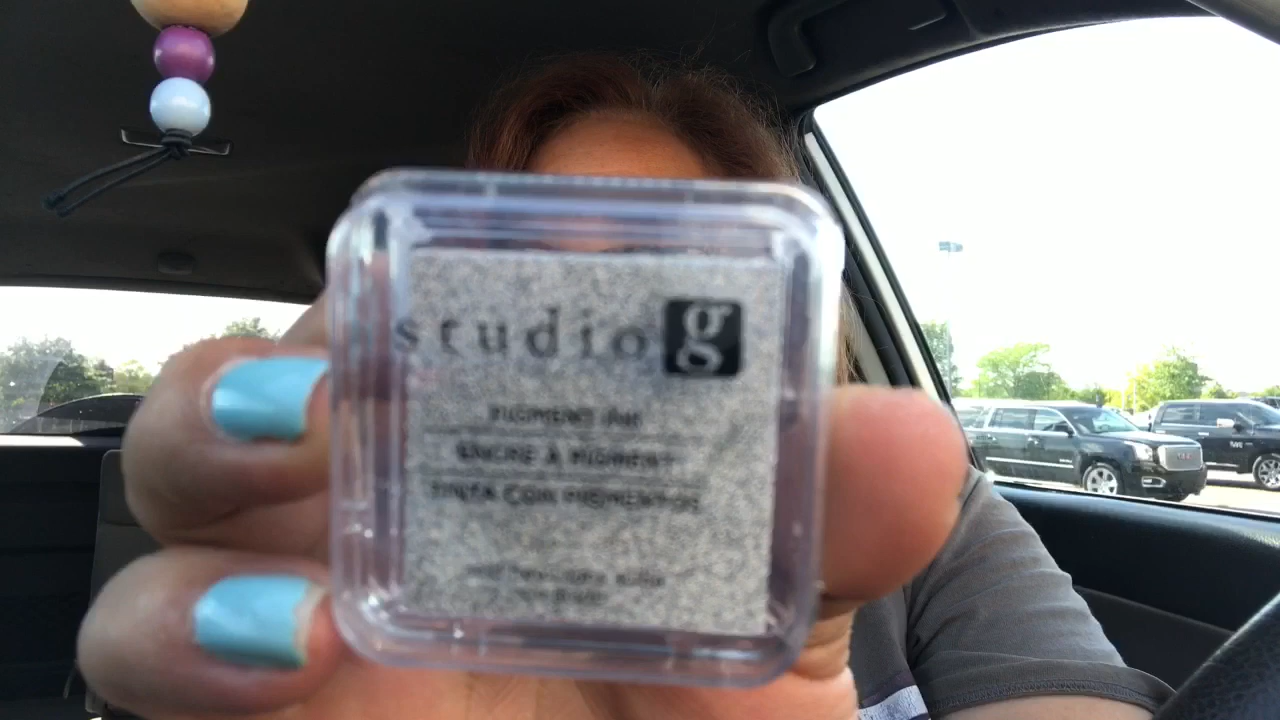 studio g
PIGMENT INK
ENCRE À PIGMENT
TINTA CON PIGMENTOS